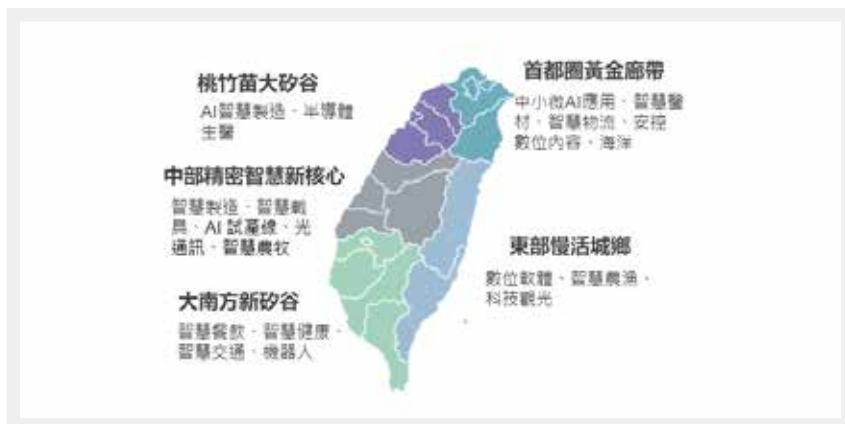 桃竹苗大矽谷
AI智慧製造、半導體
生醫
首都圈黃金廊帶
中小微AI應用、智慧醫
材、智慧物流、安控
數位內容、海洋
中部精密智慧新核心
智慧製造、智慧載
具、AI 試產線、光
通訊、智慧農牧
東部慢活城鄉
數位軟體、智慧農漁、
科技觀光
大南方新矽谷
智慧餐飲、智慧健康、
智慧交通、機器人